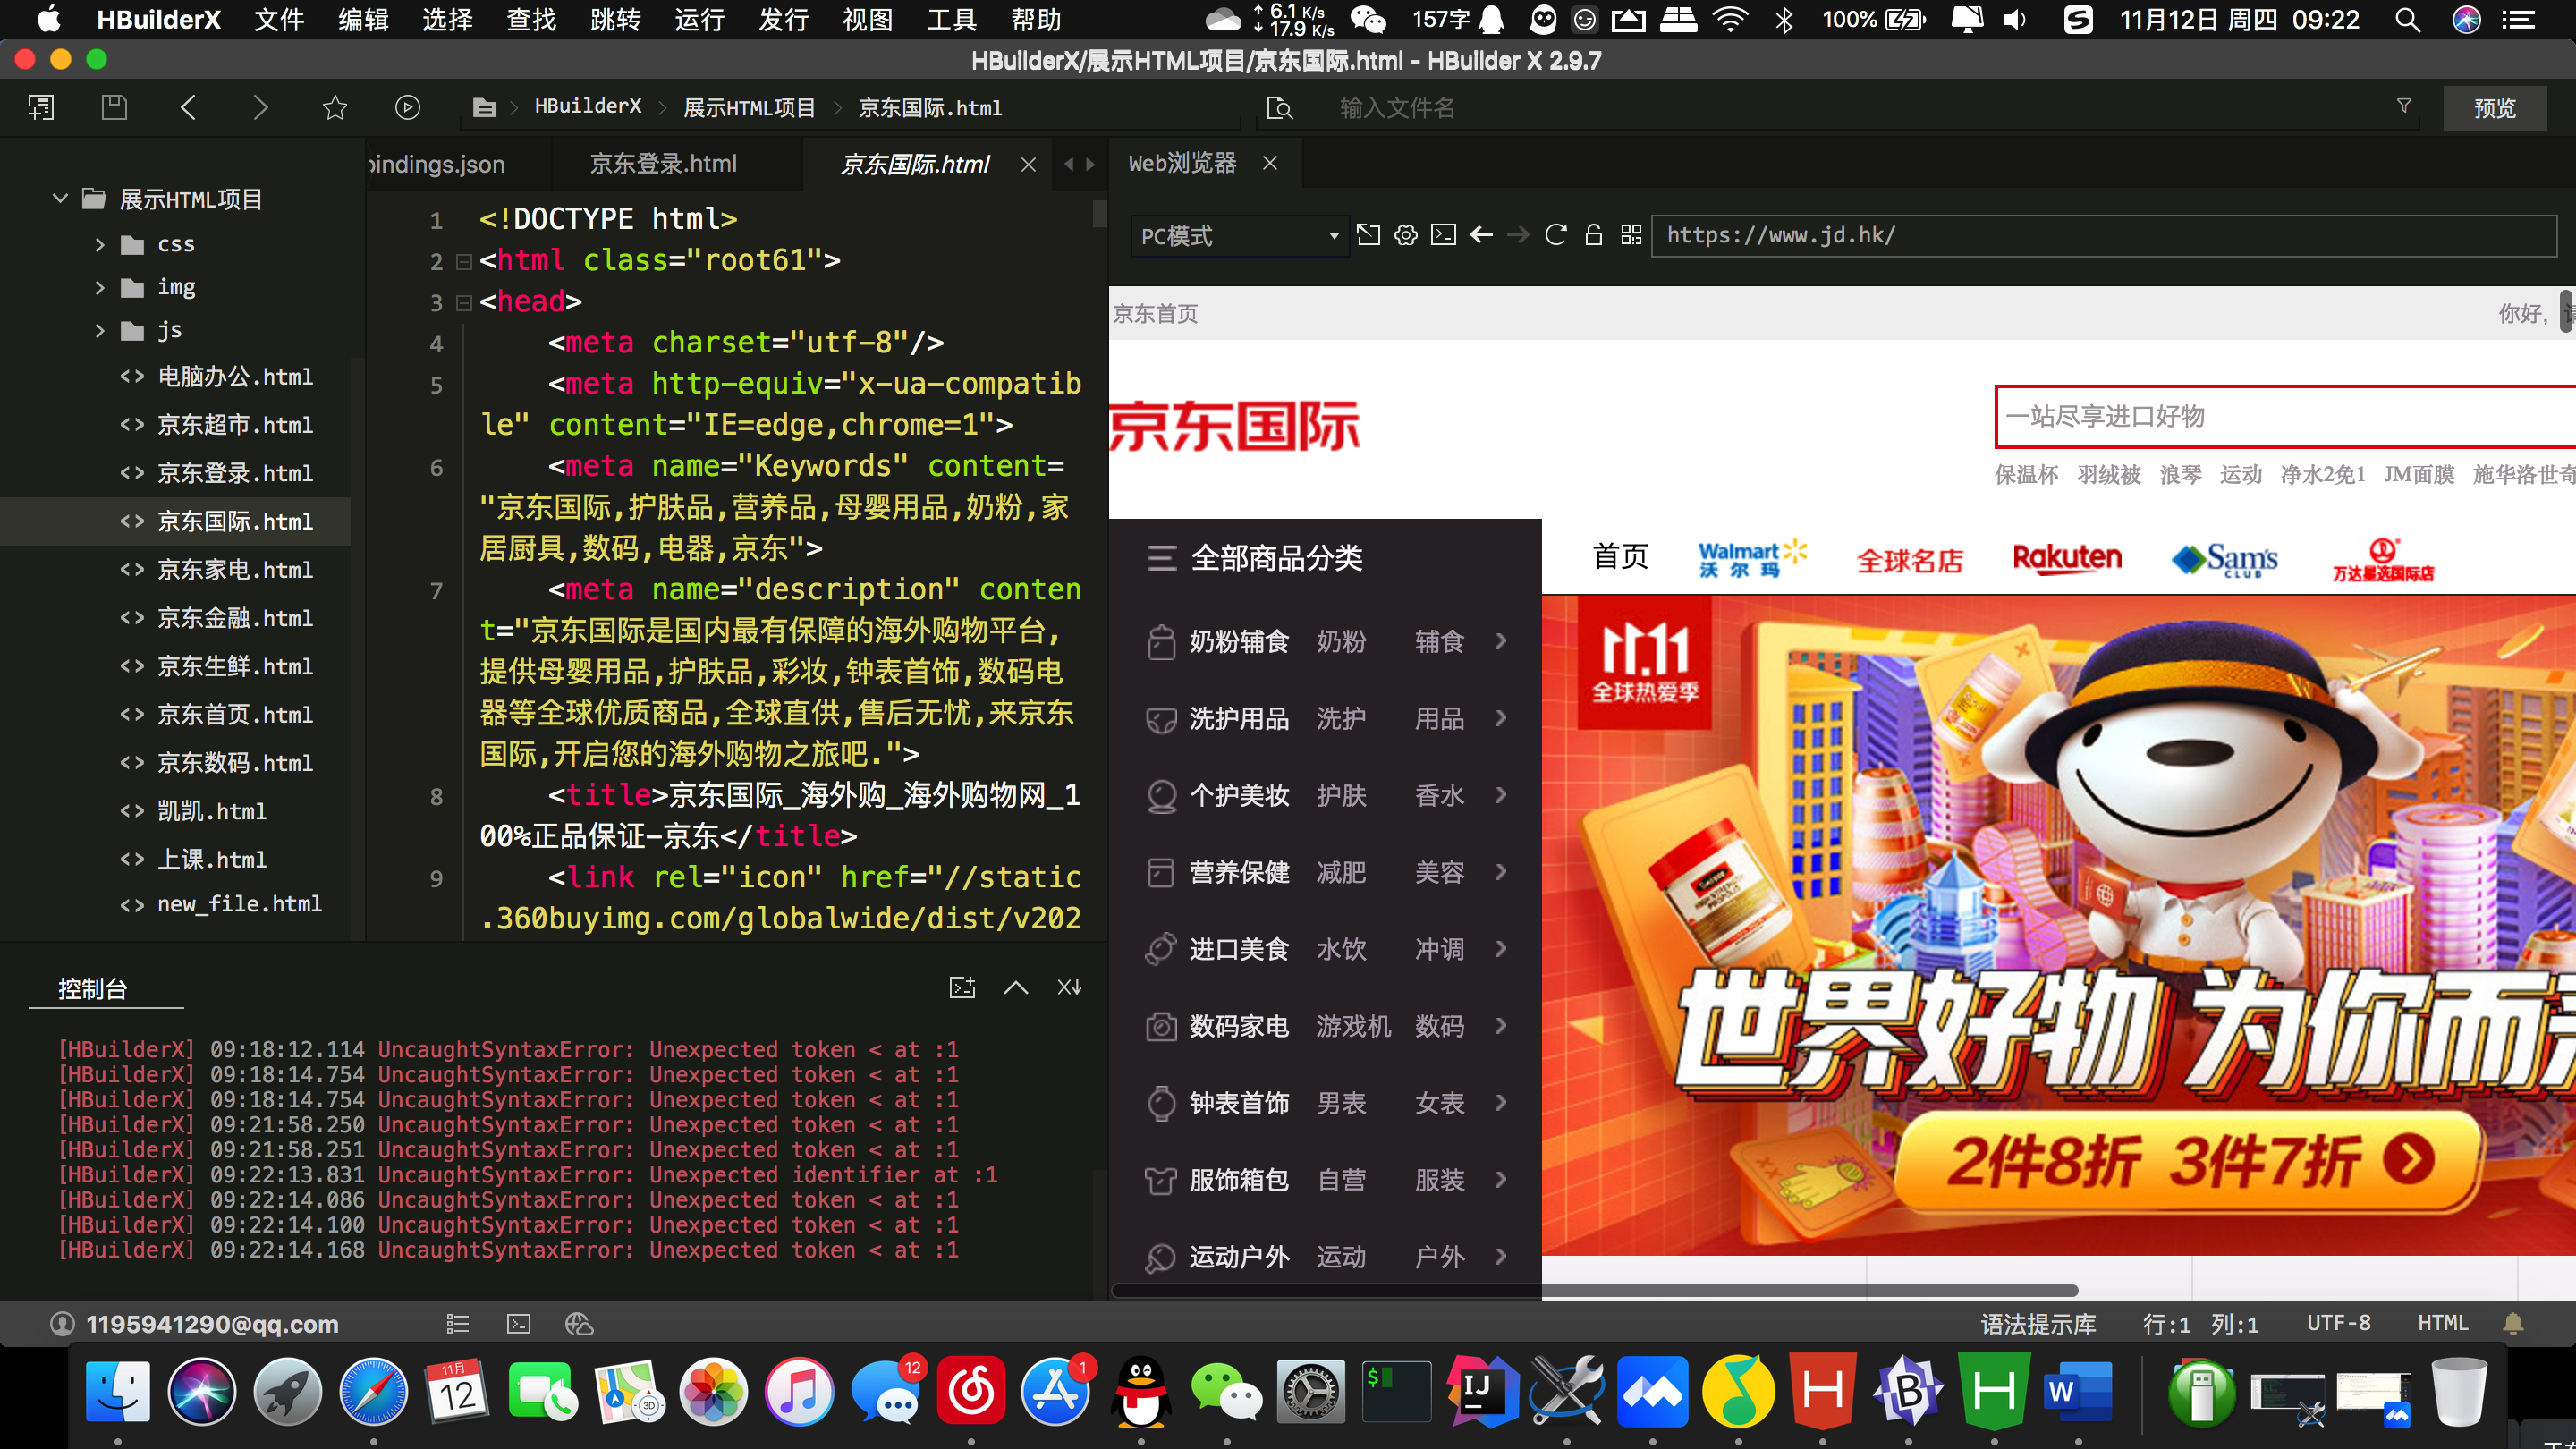 HBuilderX 文件 编辑 选择 查找 跳转 运行 发行 视图 工具 帮助 6.1 K/s 17.9 K/s 157字 100% 11月12日 周四 09:22
HBuilderX/展示HTML项目/京东国际.html - HBuilder X 2.9.7
HBuilderX 展示HTML项目 京东国际.html 输入文件名 预览
展示HTML项目
css
img
js
电脑办公.html
京东超市.html
京东登录.html
京东国际.html
京东家电.html
京东金融.html
京东生鲜.html
京东首页.html
京东数码.html
凯凯.html
上课.html
new_file.html
bindings.json 京东登录.html 京东国际.html
1 <!DOCTYPE html>
2 <html class="root61">
3 <head>
4 <meta charset="utf-8"/>
5 <meta http-equiv="x-ua-compatib
le" content="IE=edge,chrome=1">
6 <meta name="Keywords" content=
"京东国际,护肤品,营养品,母婴用品,奶粉,家
居厨具,数码,电器,京东">
7 <meta name="description" conten
t="京东国际是国内最有保障的海外购物平台,
提供母婴用品,护肤品,彩妆,钟表首饰,数码电
器等全球优质商品,全球直供,售后无忧,来京东
国际,开启您的海外购物之旅吧.">
8 <title>京东国际_海外购_海外购物网_1
00%正品保证-京东</title>
9 <link rel="icon" href="//static
.360buyimg.com/globalwide/dist/v202
Web浏览器
PC模式 https://www.jd.hk/
京东首页 你好,
京东国际
一站尽享进口好物
保温杯 羽绒被 浪琴 运动 净水2免1 JM面膜 施华洛世奇
全部商品分类
首页 Walmart 沃尔玛 全球名店 Rakuten Sam's CLUB 万达星选国际店
奶粉辅食 奶粉 辅食
洗护用品 洗护 用品
个护美妆 护肤 香水
营养保健 减肥 美容
进口美食 水饮 冲调
数码家电 游戏机 数码
钟表首饰 男表 女表
服饰箱包 自营 服装
运动户外 运动 户外
11.11
全球热爱季
世界好物 为你而
2件8折 3件7折
控制台
[HBuilderX] 09:18:12.114 UncaughtSyntaxError: Unexpected token < at :1
[HBuilderX] 09:18:14.754 UncaughtSyntaxError: Unexpected token < at :1
[HBuilderX] 09:18:14.754 UncaughtSyntaxError: Unexpected token < at :1
[HBuilderX] 09:21:58.250 UncaughtSyntaxError: Unexpected token < at :1
[HBuilderX] 09:21:58.251 UncaughtSyntaxError: Unexpected token < at :1
[HBuilderX] 09:22:13.831 UncaughtSyntaxError: Unexpected identifier at :1
[HBuilderX] 09:22:14.086 UncaughtSyntaxError: Unexpected token < at :1
[HBuilderX] 09:22:14.100 UncaughtSyntaxError: Unexpected token < at :1
[HBuilderX] 09:22:14.168 UncaughtSyntaxError: Unexpected token < at :1
1195941290@qq.com 语法提示库 行:1 列:1 UTF-8 HTML
11月 12 3D 12 1 $ IJ H B H W